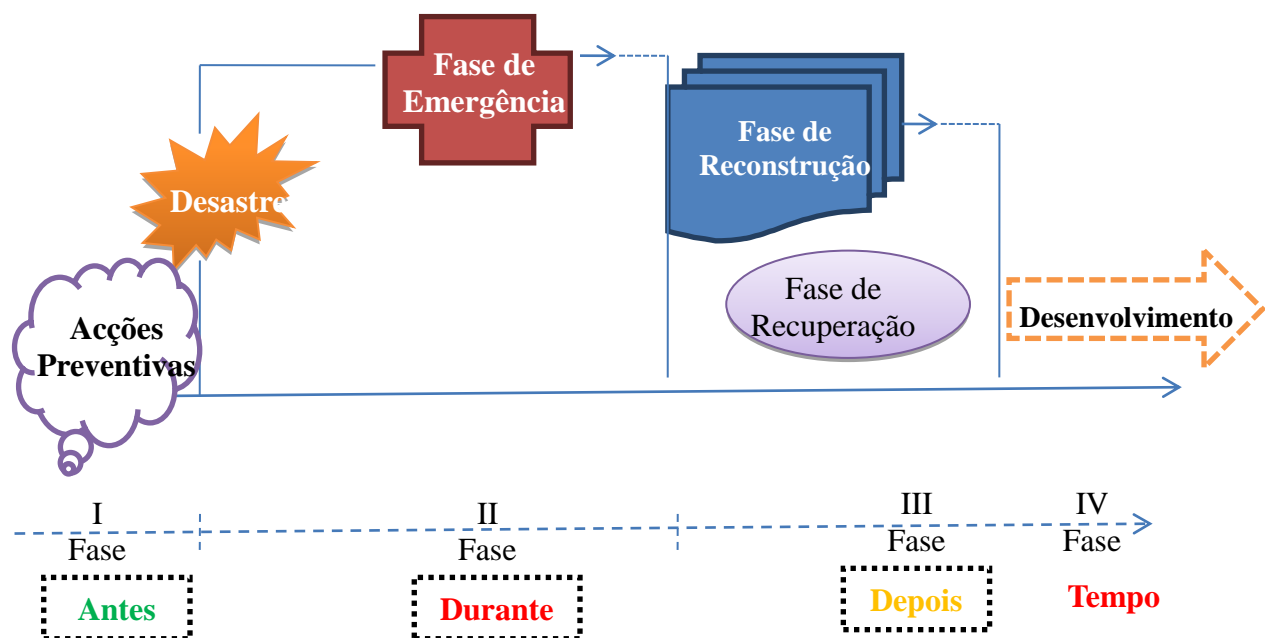 Fase de
Emergência
Fase de
Reconstrução
Desastre
Fase de
Recuperação
Acções
Preventivas
Desenvolvimento
I
Fase
II
Fase
III
Fase
IV
Fase
Antes
Durante
Depois
Tempo